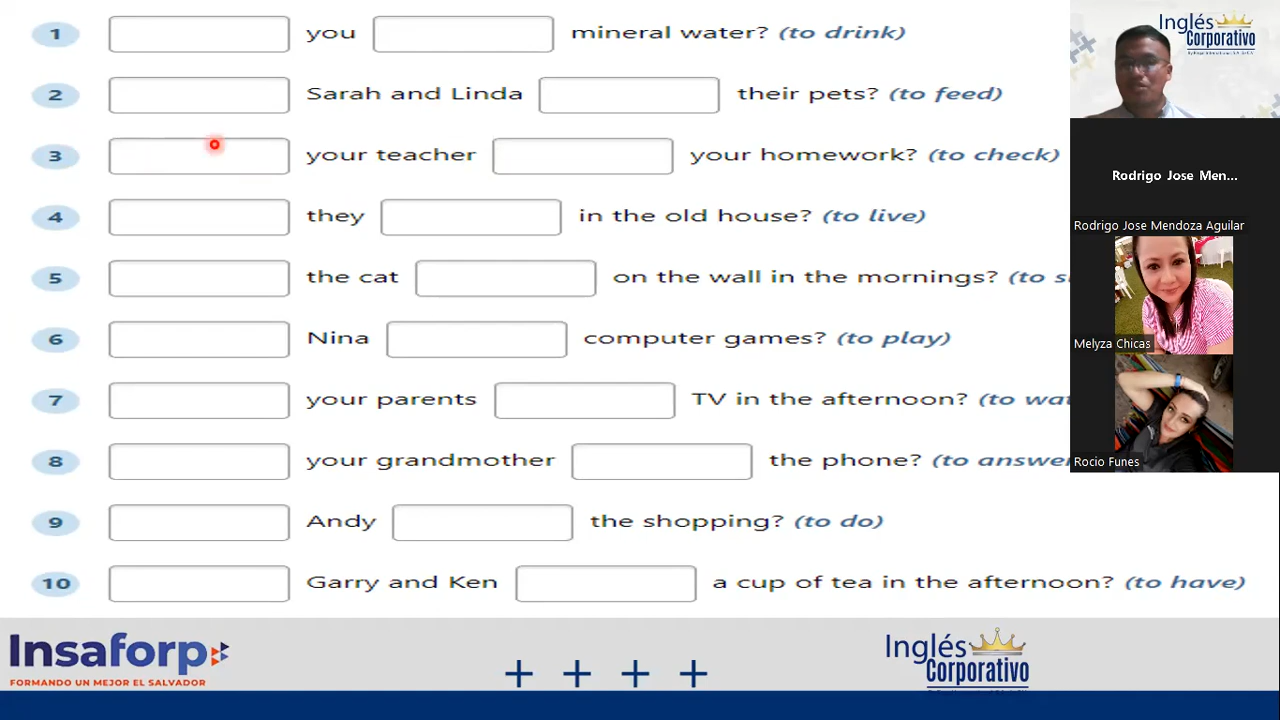 1 you mineral water? (to drink)
2 Sarah and Linda their pets? (to feed)
3 your teacher your homework? (to check)
4 they in the old house? (to live)
5 the cat on the wall in the mornings? (to
6 Nina computer games? (to play)
7 your parents TV in the afternoon? (to
8 your grandmother the phone? (to answer
9 Andy the shopping? (to do)
10 Garry and Ken a cup of tea in the afternoon? (to have)
Inglés
Corporativo
Rodrigo Jose Men...
Rodrigo Jose Mendoza Aguilar
Melyza Chicas
Rocio Funes
Insaforp
FORMANDO UN MEJOR EL SALVADOR
Inglés
Corporativo